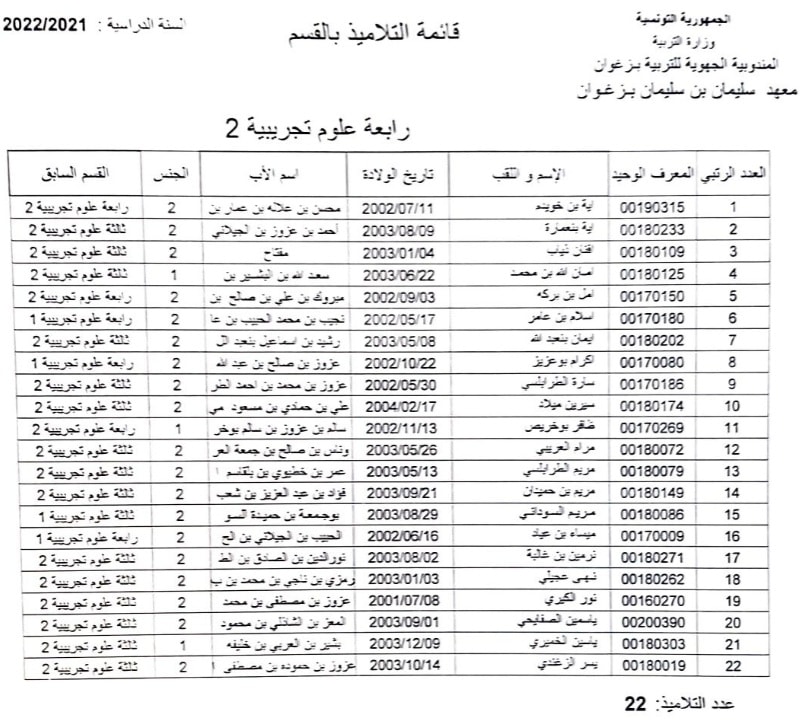 الجمهورية التونسية
وزارة التربية
المندوبية الجهوية للتربية بزغوان
معهد سليمان بن سليمان بزغوان
قائمة التلاميذ بالقسم
السنة الدراسية : 2022/2021
رابعة علوم تجريبية 2
العدد الرتبي المعرف الوحيد الإسم و اللقب تاريخ الولادة اسم الأب الجنس القسم السابق
1 00190315 اية بن خويده 2002/07/11 محسن بن علاله بن عمار بن 2 رابعة علوم تجريبية 2
2 00180233 اية بنعمارة 2003/08/09 أحمد بن عزوز بن الجيلاني 2 ثالثة علوم تجريبية 2
3 00180109 افنان ذياب 2003/01/04 مفتاح 2 ثالثة علوم تجريبية 2
4 00180125 امان الله بن محمد 2003/06/22 سعد الله بن البشير بن 1 ثالثة علوم تجريبية 2
5 00170150 امل بن بركه 2002/09/03 مبروك بن علي بن صالح بن 2 رابعة علوم تجريبية 2
6 00170180 اسلام بن عامر 2002/05/17 نجيب بن محمد الحبيب بن عا 2 رابعة علوم تجريبية 1
7 00180202 ايمان بنعبد الله 2003/05/08 رشيد بن اسماعيل بنعبد الل 2 ثالثة علوم تجريبية 2
8 00170080 اكرام بوعزيز 2002/10/22 عزوز بن صالح بن عبد الله 2 رابعة علوم تجريبية 1
9 00170186 سارة الطرابلسي 2002/05/30 عزوز بن محمد بن احمد الطر 2 ثالثة علوم تجريبية 2
10 00180174 سيرين ميلاد 2004/02/17 علي بن حمادي بن مسعود مي 2 ثالثة علوم تجريبية 2
11 00170269 ظافر بوخريص 2002/11/13 سالم بن عزوز بن سالم بوخر 1 رابعة علوم تجريبية 2
12 00180072 مرام العريبي 2003/05/26 وناس بن صالح بن جمعة العر 2 ثالثة علوم تجريبية 2
13 00180079 مريم الطرابلسي 2003/05/13 عمر بن خطيوي بن بلقاسم ا 2 ثالثة علوم تجريبية 2
14 00180149 مريم بن حميدان 2003/09/21 فؤاد بن عبد العزيز بن شعب 2 ثالثة علوم تجريبية 2
15 00180086 مريم السوداني 2003/08/29 بوجمعة بن حميدة السو 2 ثالثة علوم تجريبية 1
16 00170009 ميساء بن عياد 2002/06/16 الحبيب بن الجيلاني بن الح 2 رابعة علوم تجريبية 1
17 00180271 نرمين بن غالية 2003/08/02 نورالدين بن الصادق بن الط 2 ثالثة علوم تجريبية 2
18 00180262 نهى عجيلي 2003/01/03 رمزي بن ناجي بن محمد بن ب 2 ثالثة علوم تجريبية 2
19 00160270 نور الكيري 2001/07/08 عزوز بن مصطفى بن محمد 2 ثالثة علوم تجريبية 2
20 00200390 ياسمين الصفايحي 2003/09/01 المعز بن الشاذلي بن محمود 2 ثالثة علوم تجريبية 2
21 00180303 ياسين الخميري 2003/12/09 بشير بن العربي بن خليفه 1 ثالثة علوم تجريبية 2
22 00180019 يسر الزغندي 2003/10/14 عزوز بن حموده بن مصطفى ا 2 ثالثة علوم تجريبية 2
عدد التلاميذ: 22